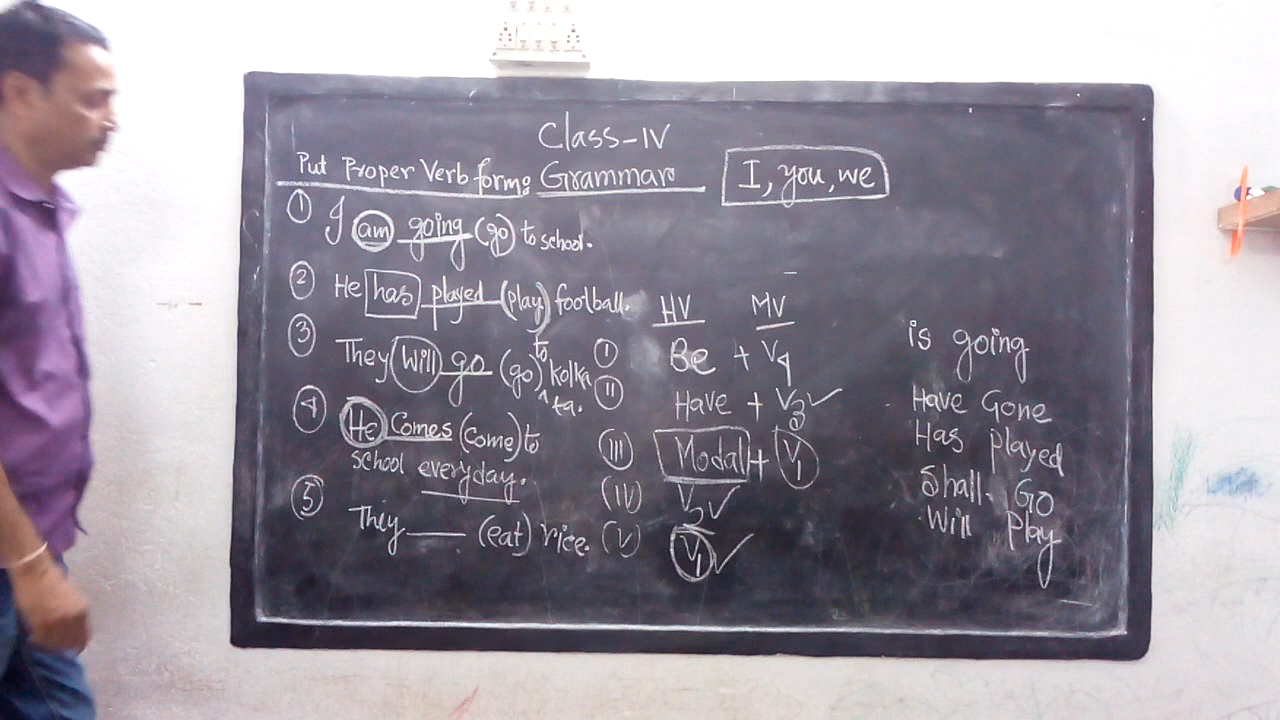 Class-IV
Put Proper Verb form: Grammar
I, you, we
① I am going (go) to school.
② He has played (play) football.
③ They will go (go) to kolka
ta.
④ He Comes (come) to
school everyday.
⑤ They ____ (eat) rice.
HV MV
(I) Be + V4
(II) Have + V3 ✓
(III) Modal + V1
(IV) V5 ✓
(V) V1 ✓
is going
Have Gone
Has played
Shall. Go
Will Play